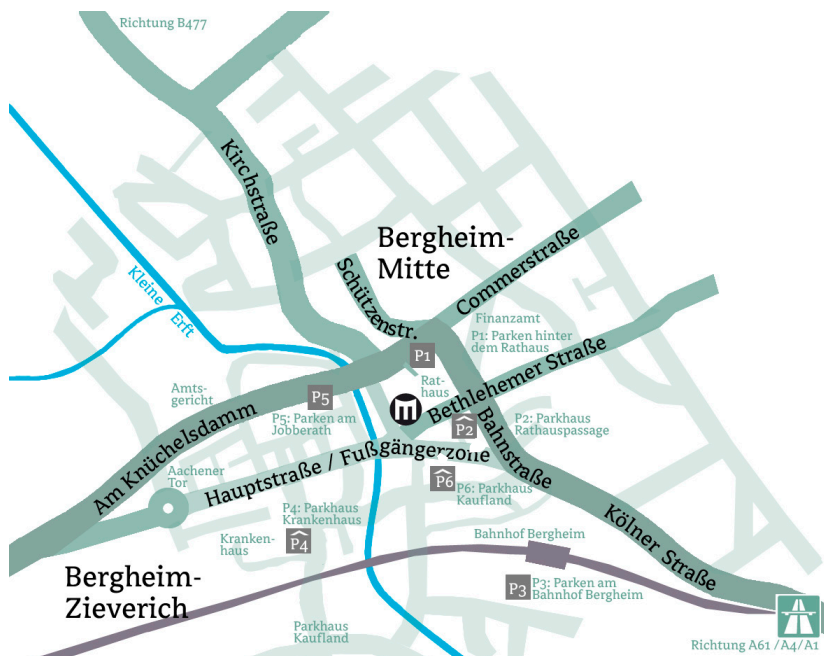 Richtung B477
Kirchstraße
Bergheim-
Mitte
Schützenstr.
Commerstraße
Kleine
Erft
Finanzamt
P1: Parken hinter
dem Rathaus
P1
Rat-
haus
Bethlehemer Straße
Amts-
gericht
P5
P5: Parken am
Jobberath
m
P2
P2: Parkhaus
Rathauspassage
Am Knüchelsdamm
Bahnstraße
Aachener
Tor
Hauptstraße / Fußgängerzone
P6
P6: Parkhaus
Kaufland
P4: Parkhaus
Krankenhaus
Kranken-
haus
P4
Kölner Straße
Bahnhof Bergheim
Bergheim-
Zieverich
P3
P3: Parken am
Bahnhof Bergheim
Parkhaus
Kaufland
Richtung A61 /A4/A1